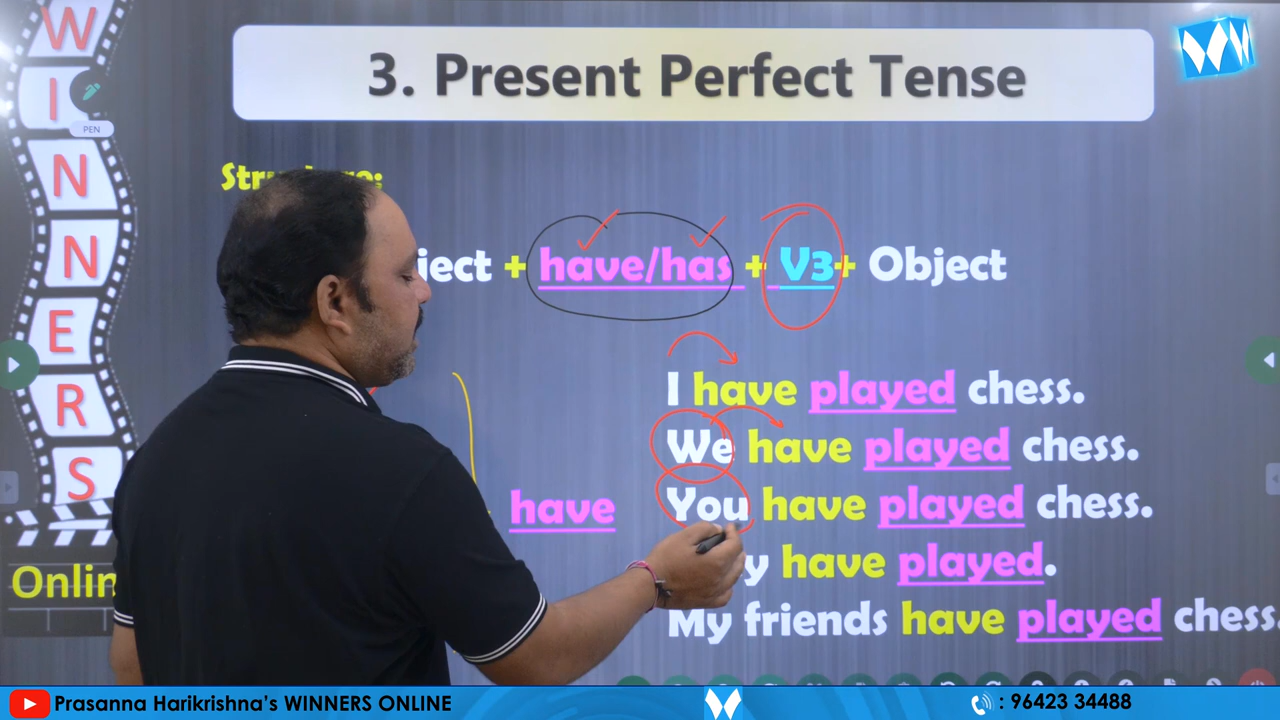 WINNERS
PEN
Onlin
3. Present Perfect Tense
ject + have/has + V3 + Object
I have played chess.
We have played chess.
have You have played chess.
y have played.
My friends have played chess.
Prasanna Harikrishna's WINNERS ONLINE
W
: 96423 34488